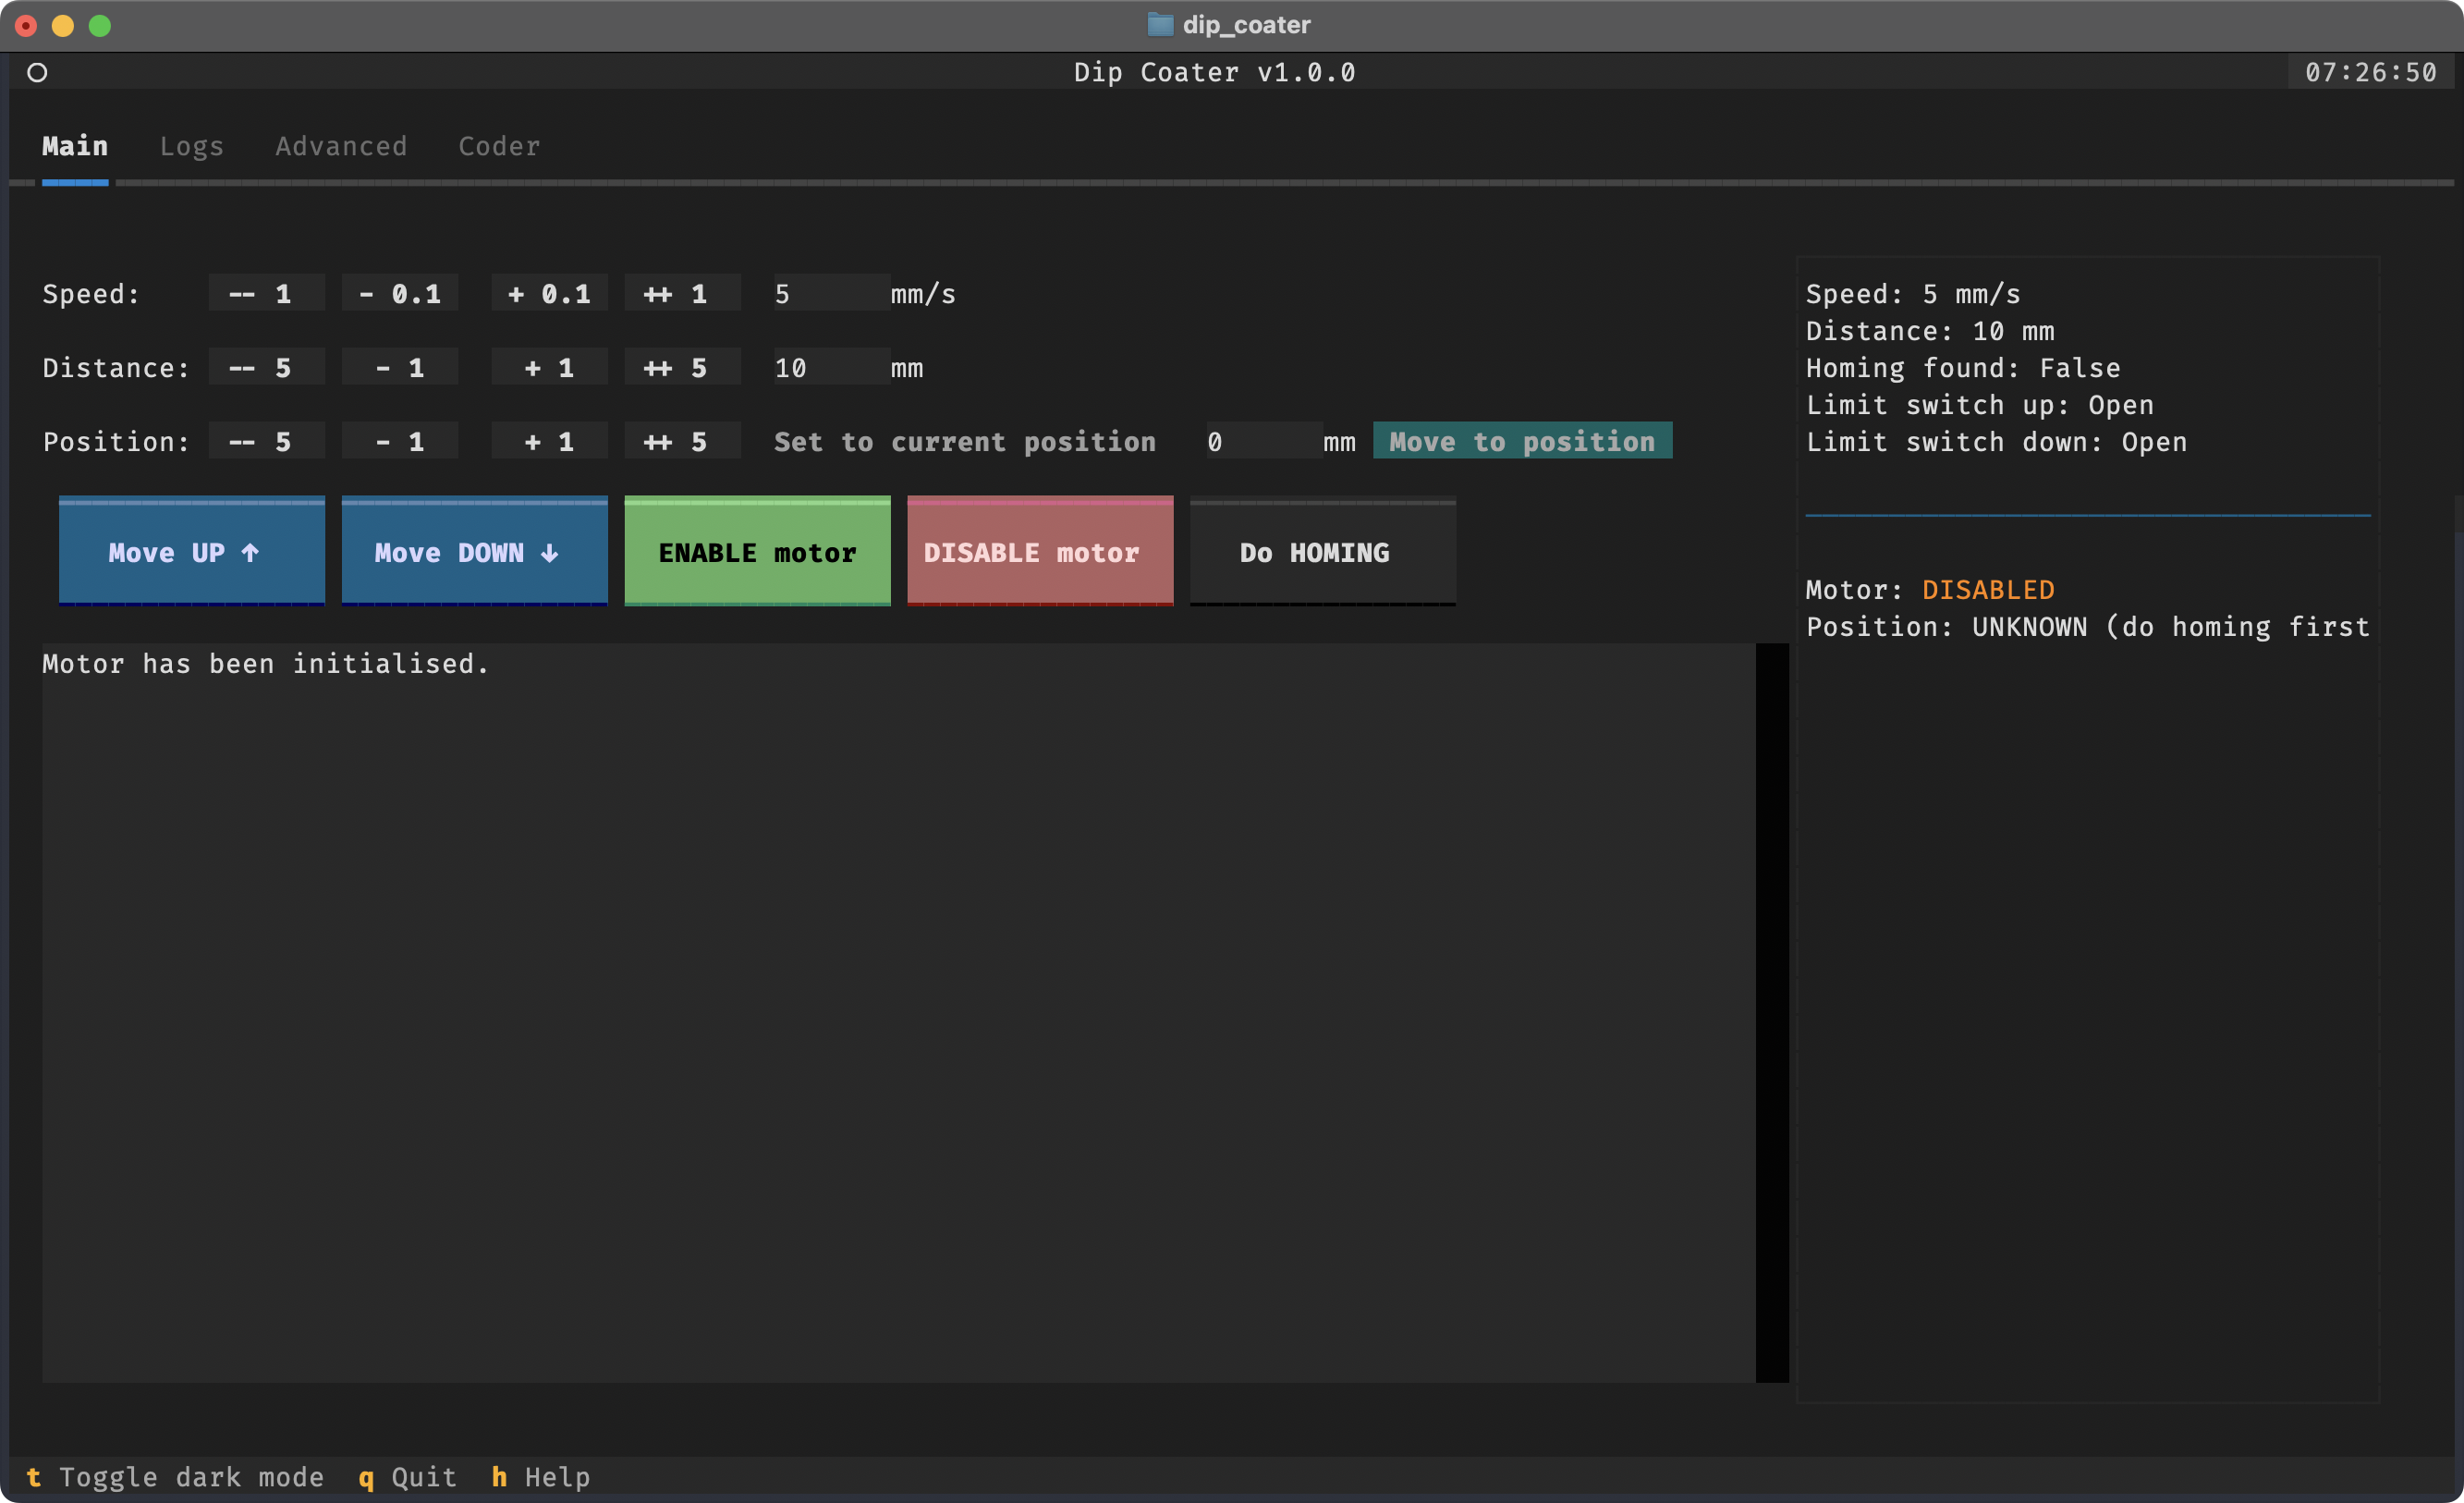 dip_coater
Dip Coater v1.0.0 07:26:50
Main Logs Advanced Coder
Speed: -- 1 - 0.1 + 0.1 ++ 1 5 mm/s
Distance: -- 5 - 1 + 1 ++ 5 10 mm
Position: -- 5 - 1 + 1 ++ 5 Set to current position 0 mm Move to position
Move UP ↑ Move DOWN ↓ ENABLE motor DISABLE motor Do HOMING
Motor has been initialised.
Speed: 5 mm/s
Distance: 10 mm
Homing found: False
Limit switch up: Open
Limit switch down: Open
Motor: DISABLED
Position: UNKNOWN (do homing first
t Toggle dark mode q Quit h Help